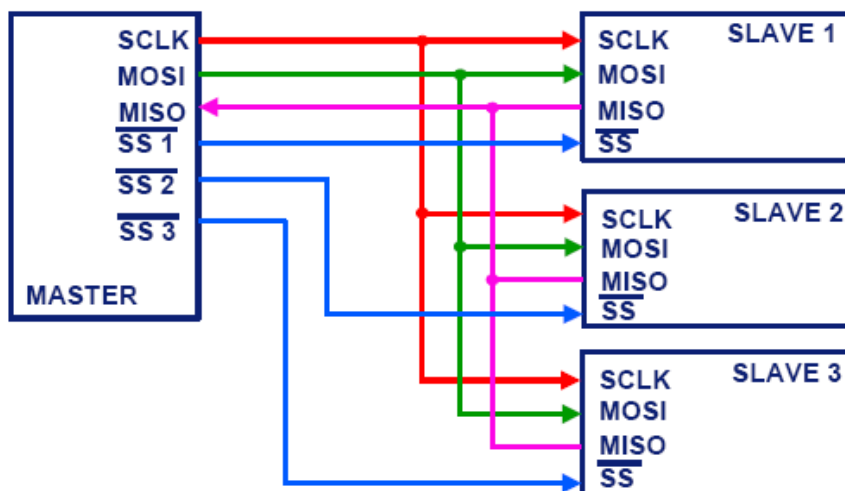 SCLK
MOSI
MISO
SS 1
SS 2
SS 3
MASTER
SLAVE 1
SCLK
MOSI
MISO
SS
SLAVE 2
SCLK
MOSI
MISO
SS
SLAVE 3
SCLK
MOSI
MISO
SS